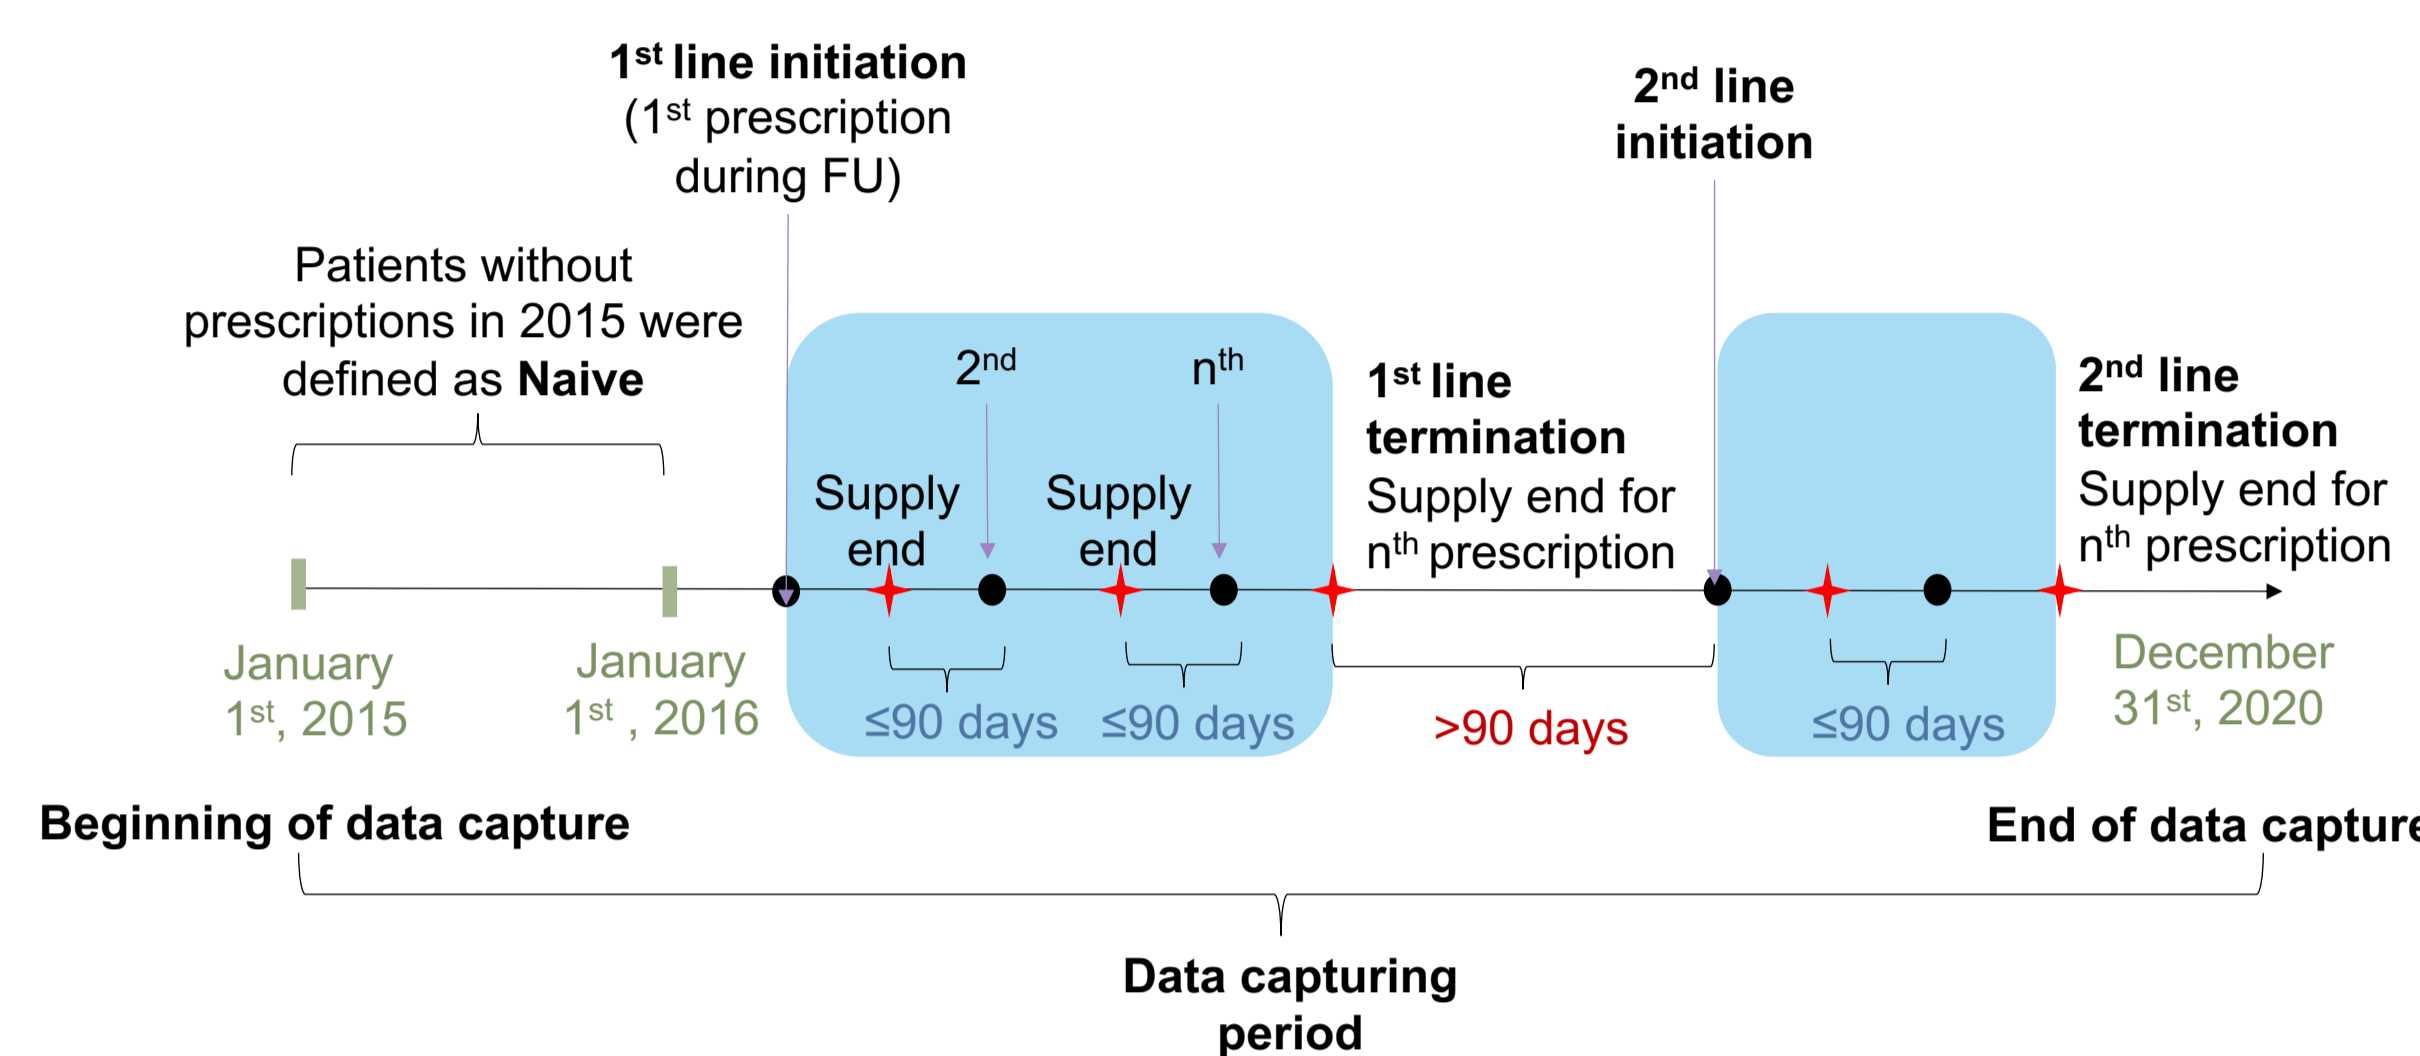 1st line initiation
(1st prescription
during FU)
2nd line
initiation
Patients without
prescriptions in 2015 were
defined as Naive
2nd
nth
Supply
end
Supply
end
1st line
termination
Supply end for
nth prescription
2nd line
termination
Supply end for
nth prescription
January
1st, 2015
January
1st , 2016
≤90 days
≤90 days
>90 days
≤90 days
December
31st, 2020
Beginning of data capture
End of data capture
Data capturing
period